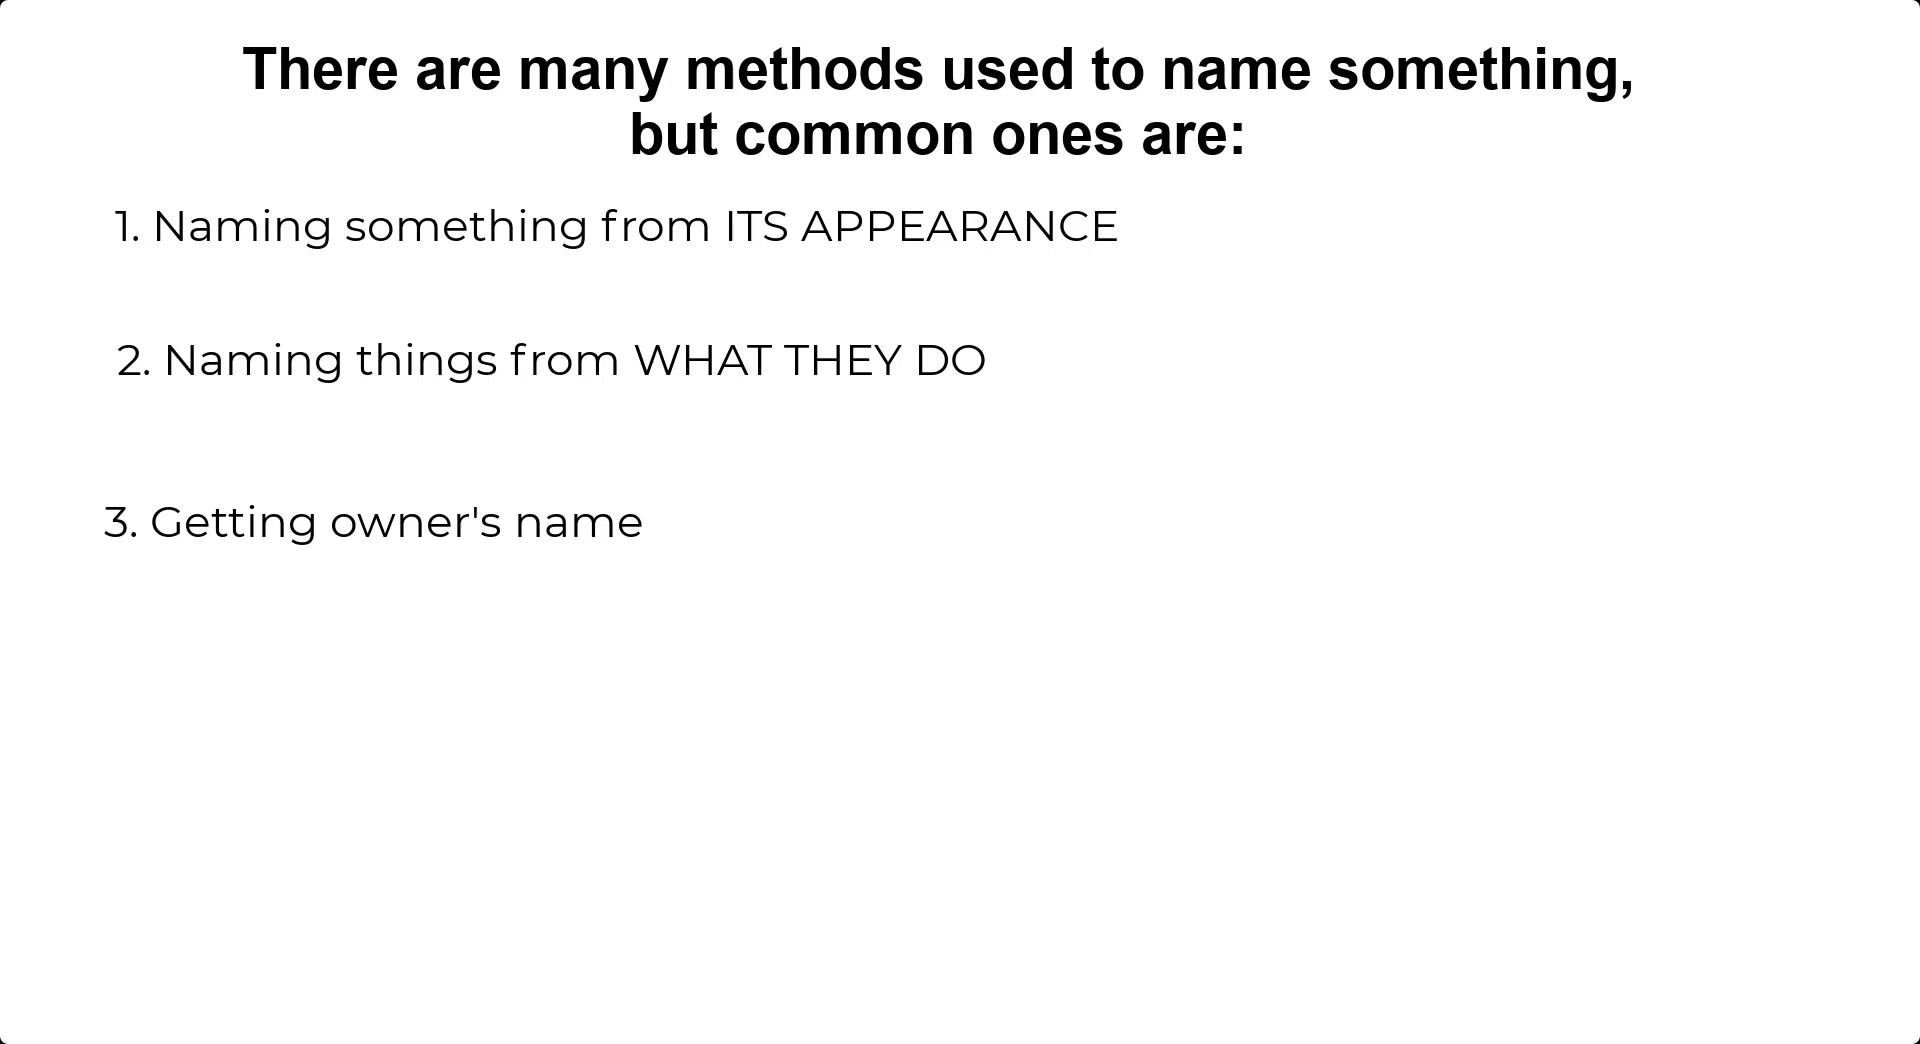 There are many methods used to name something,
but common ones are:
1. Naming something from ITS APPEARANCE
2. Naming things from WHAT THEY DO
3. Getting owner's name